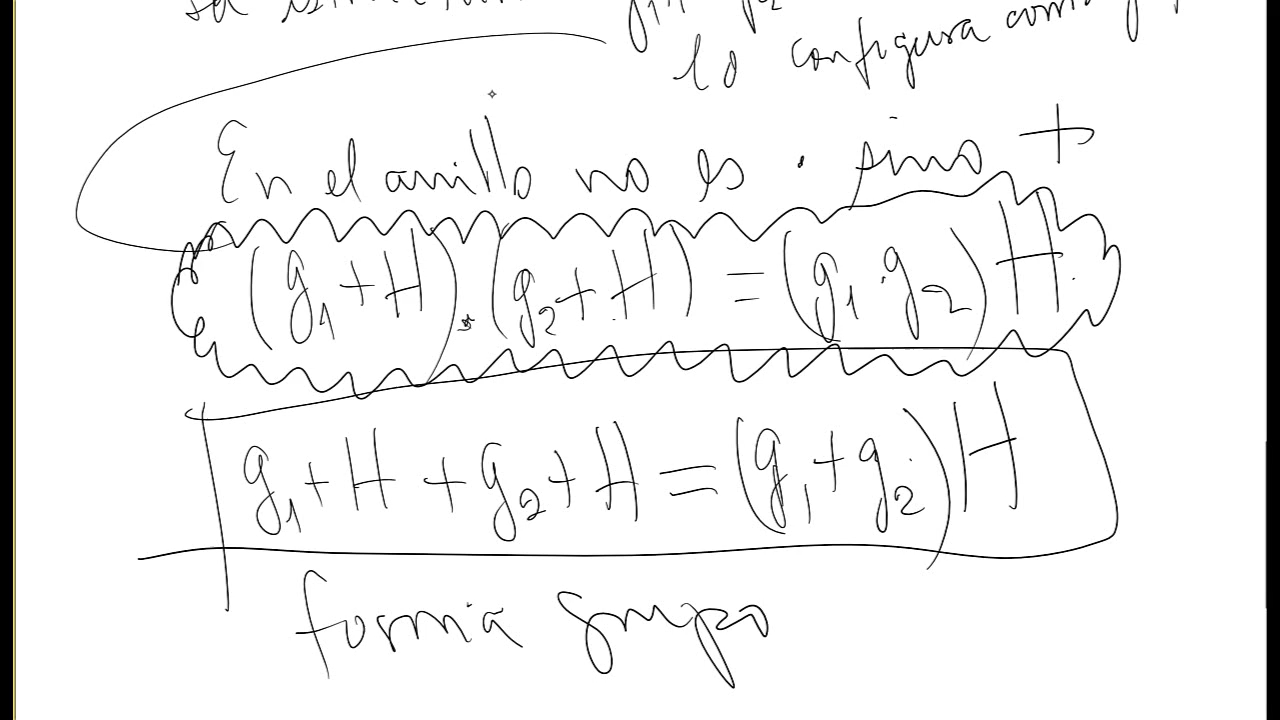 lo configura como
En el anillo no es · sino +
(g₁+H)·(g₂+H) = (g₁·g₂)H
g₁+H+g₂+H = (g₁+g₂)H
forma grupo